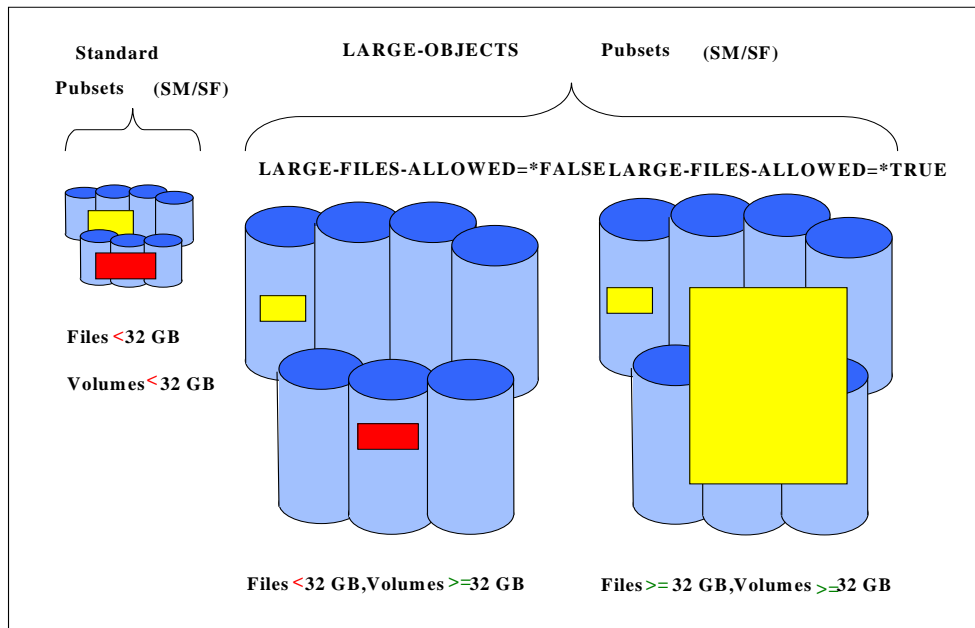 Standard
Pubsets (SM/SF)
LARGE-OBJECTS Pubsets (SM/SF)
LARGE-FILES-ALLOWED=*FALSE
LARGE-FILES-ALLOWED=*TRUE
Files <32 GB
Volumes < 32 GB
Files <32 GB,Volumes >=32 GB
Files >= 32 GB,Volumes >=32 GB